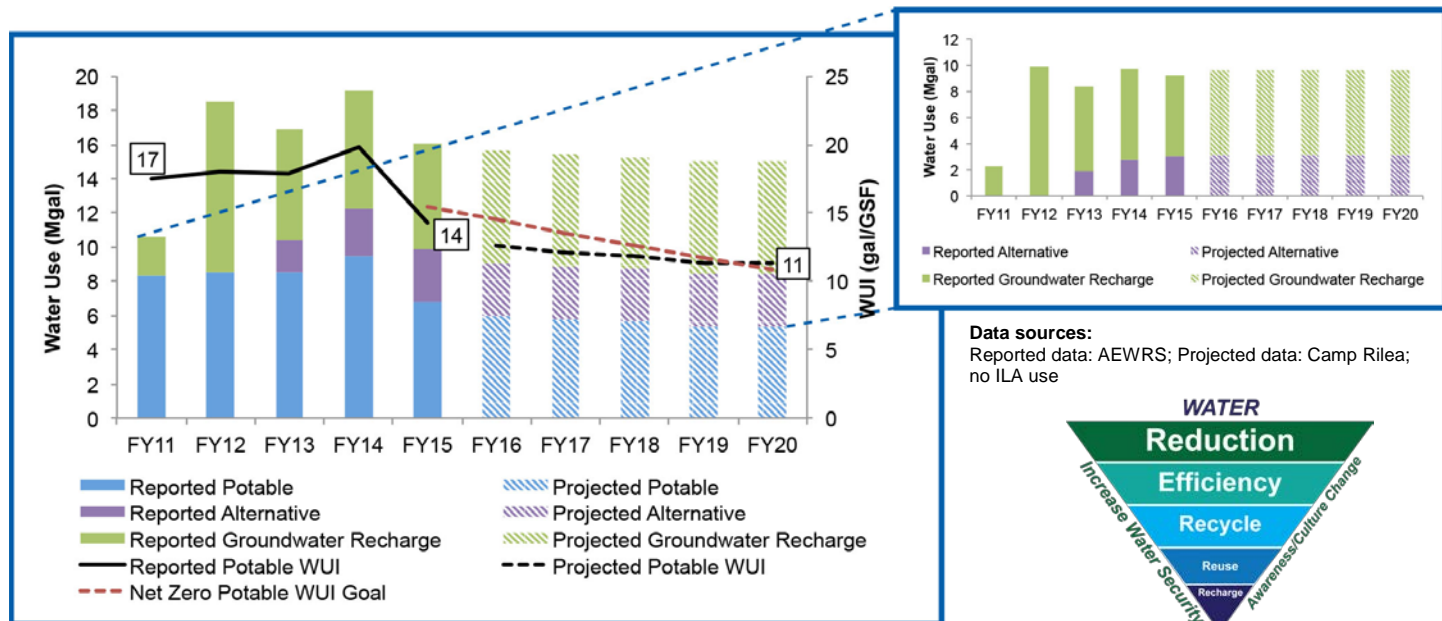 20
18
16
14
12
10
8
6
4
2
0
Water Use (Mgal)
25
20
15
10
5
0
WUI (gal/GSF)
17
14
11
FY11 FY12 FY13 FY14 FY15 FY16 FY17 FY18 FY19 FY20
Reported Potable
Projected Potable
Reported Alternative
Projected Alternative
Reported Groundwater Recharge
Projected Groundwater Recharge
Reported Potable WUI
Projected Potable WUI
Net Zero Potable WUI Goal
12
10
8
6
4
2
0
Water Use (Mgal)
FY11 FY12 FY13 FY14 FY15 FY16 FY17 FY18 FY19 FY20
Reported Alternative
Projected Alternative
Reported Groundwater Recharge
Projected Groundwater Recharge
Data sources:
Reported data: AEWRS; Projected data: Camp Rilea;
no ILA use
WATER
Reduction
Efficiency
Recycle
Reuse
Recharge
Increase Water Security
Awareness/Culture Change